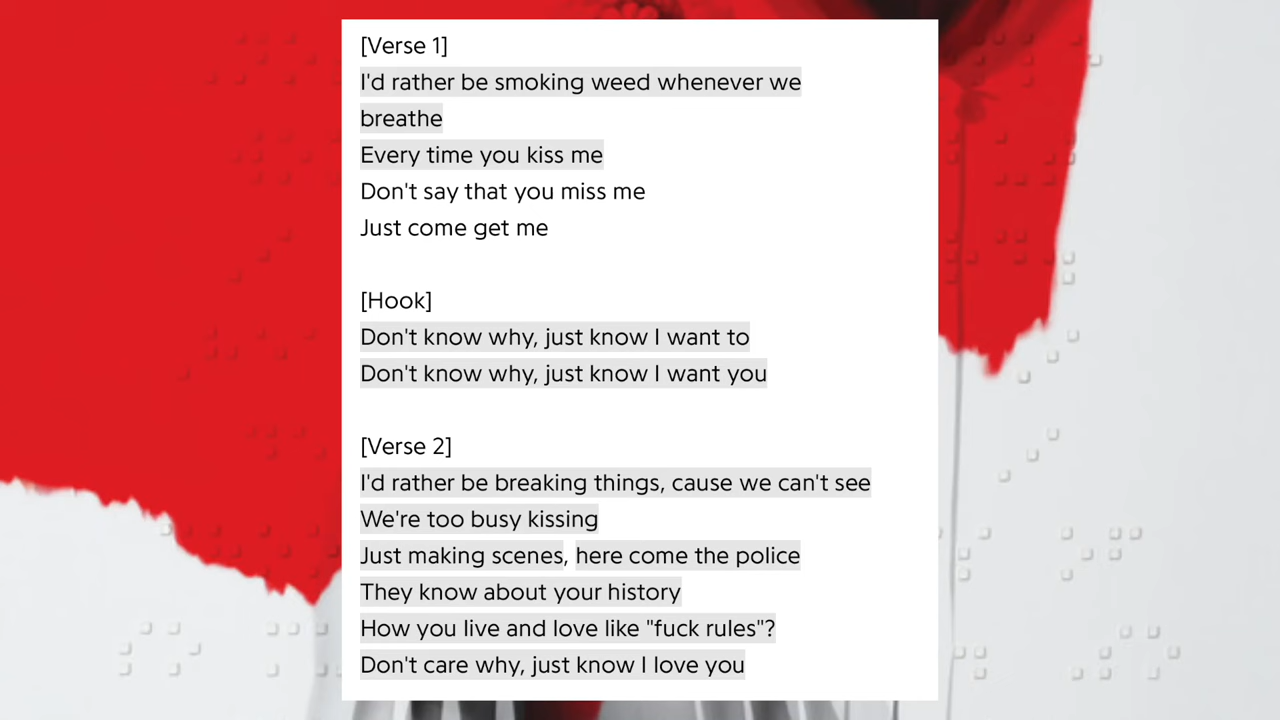 [Verse 1]
I'd rather be smoking weed whenever we
breathe
Every time you kiss me
Don't say that you miss me
Just come get me
[Hook]
Don't know why, just know I want to
Don't know why, just know I want you
[Verse 2]
I'd rather be breaking things, cause we can't see
We're too busy kissing
Just making scenes, here come the police
They know about your history
How you live and love like "fuck rules"?
Don't care why, just know I love you